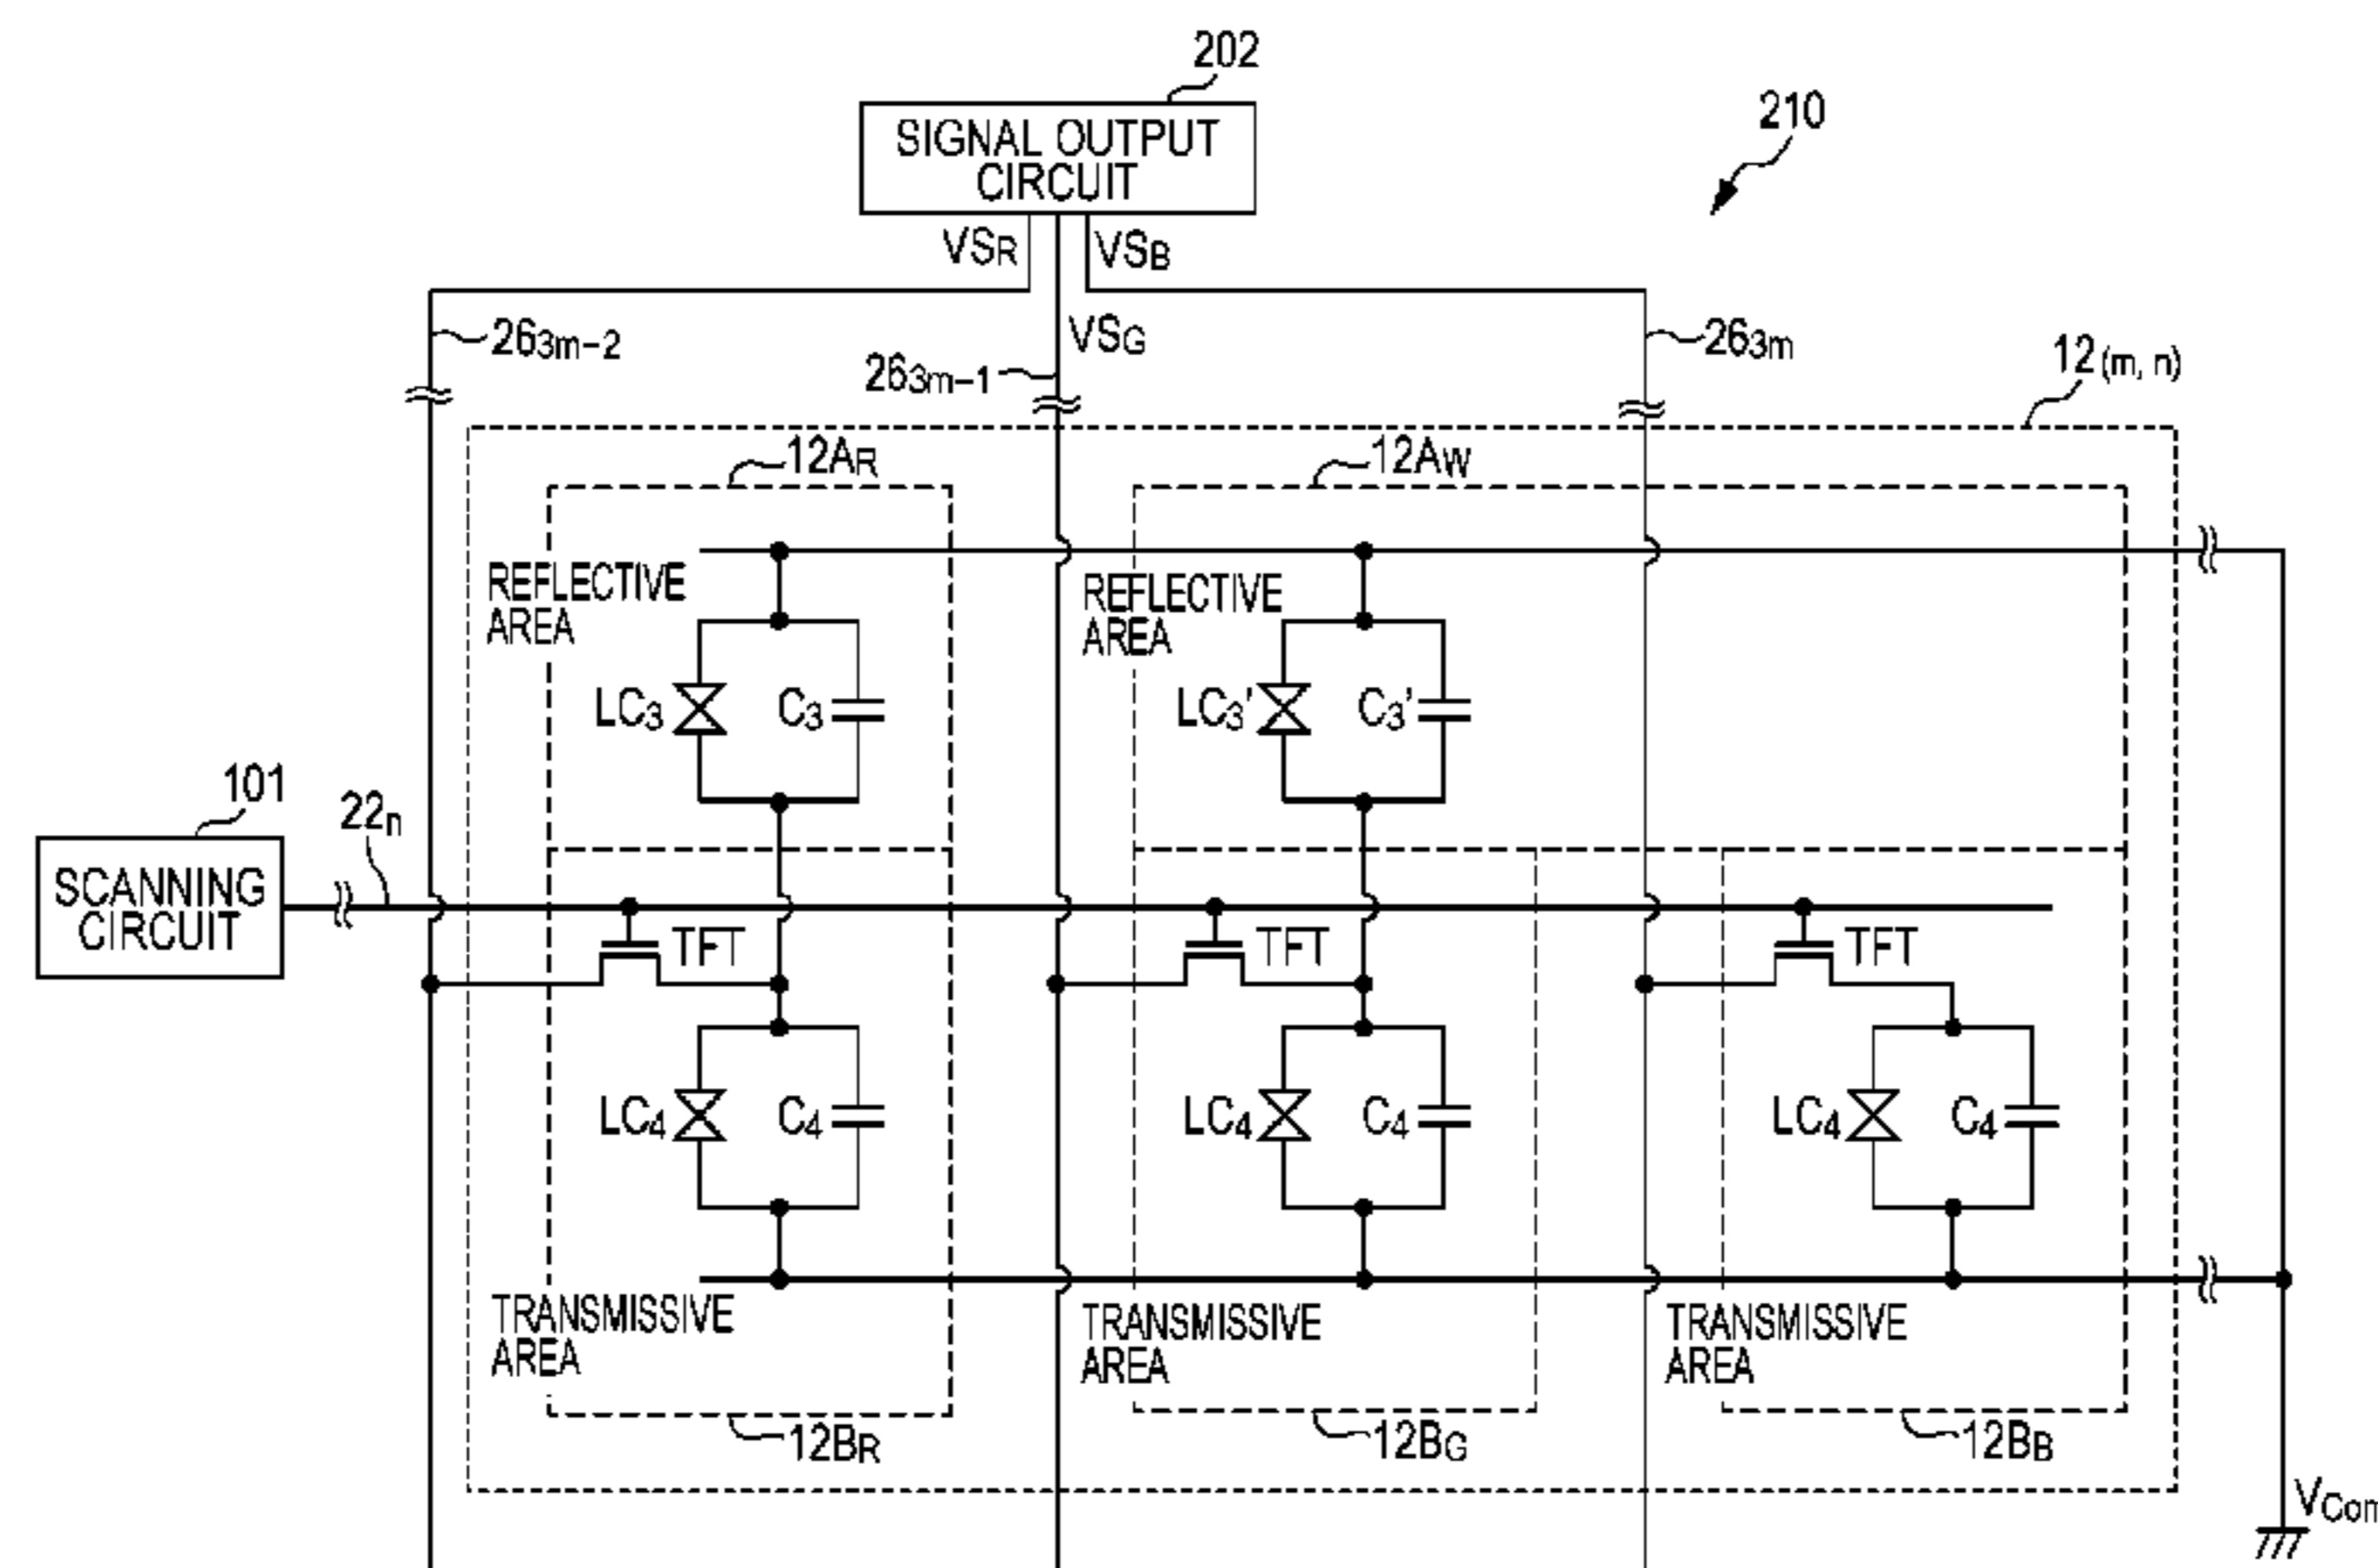 202
SIGNAL OUTPUT
CIRCUIT
210
VSR
VSB
VSG
263m-2
263m-1
263m
12(m, n)
12AR
12AW
REFLECTIVE
AREA
REFLECTIVE
AREA
LC3
C3
LC3'
C3'
101
22n
SCANNING
CIRCUIT
TFT
TFT
TFT
LC4
C4
LC4
C4
LC4
C4
TRANSMISSIVE
AREA
TRANSMISSIVE
AREA
TRANSMISSIVE
AREA
12BR
12BG
12BB